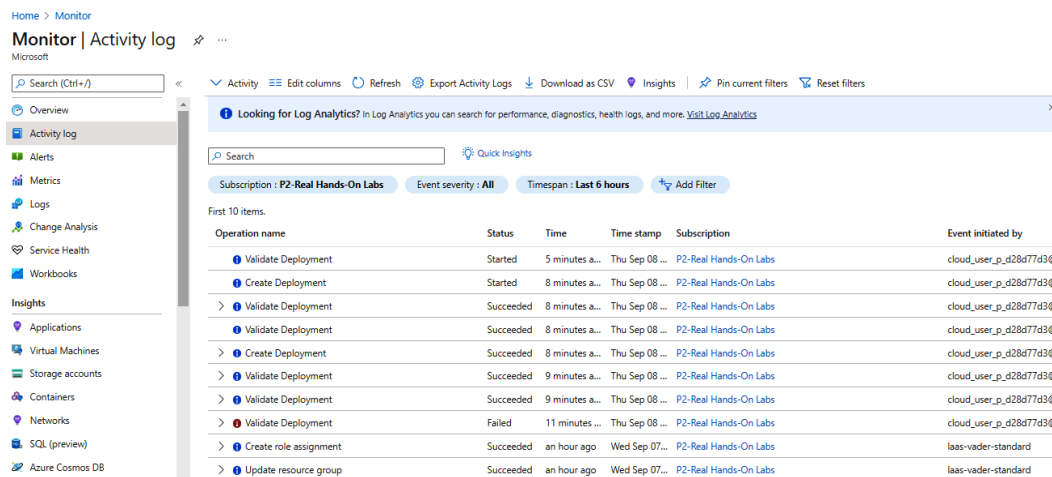 Home > Monitor
Monitor | Activity log ...
Microsoft
Search (Ctrl+/) «
Overview
Activity log
Alerts
Metrics
Logs
Change Analysis
Service Health
Workbooks
Insights
Applications
Virtual Machines
Storage accounts
Containers
Networks
SQL (preview)
Azure Cosmos DB
Activity Edit columns Refresh Export Activity Logs Download as CSV Insights Pin current filters Reset filters
Looking for Log Analytics? In Log Analytics you can search for performance, diagnostics, health logs, and more. Visit Log Analytics
Search Quick Insights
Subscription : P2-Real Hands-On Labs Event severity : All Timespan : Last 6 hours Add Filter
First 10 items.
Operation name Status Time Time stamp Subscription Event initiated by
Validate Deployment Started 5 minutes a... Thu Sep 08 ... P2-Real Hands-On Labs cloud_user_p_d28d77d3@
Create Deployment Started 8 minutes a... Thu Sep 08 ... P2-Real Hands-On Labs cloud_user_p_d28d77d3@
Validate Deployment Succeeded 8 minutes a... Thu Sep 08 ... P2-Real Hands-On Labs cloud_user_p_d28d77d3@
Validate Deployment Succeeded 8 minutes a... Thu Sep 08 ... P2-Real Hands-On Labs cloud_user_p_d28d77d3@
Create Deployment Succeeded 8 minutes a... Thu Sep 08 ... P2-Real Hands-On Labs cloud_user_p_d28d77d3@
Validate Deployment Succeeded 9 minutes a... Thu Sep 08 ... P2-Real Hands-On Labs cloud_user_p_d28d77d3@
Validate Deployment Succeeded 9 minutes a... Thu Sep 08 ... P2-Real Hands-On Labs cloud_user_p_d28d77d3@
Validate Deployment Failed 11 minutes ... Thu Sep 08 ... P2-Real Hands-On Labs cloud_user_p_d28d77d3@
Create role assignment Succeeded an hour ago Wed Sep 07... P2-Real Hands-On Labs laas-vader-standard
Update resource group Succeeded an hour ago Wed Sep 07... P2-Real Hands-On Labs laas-vader-standard